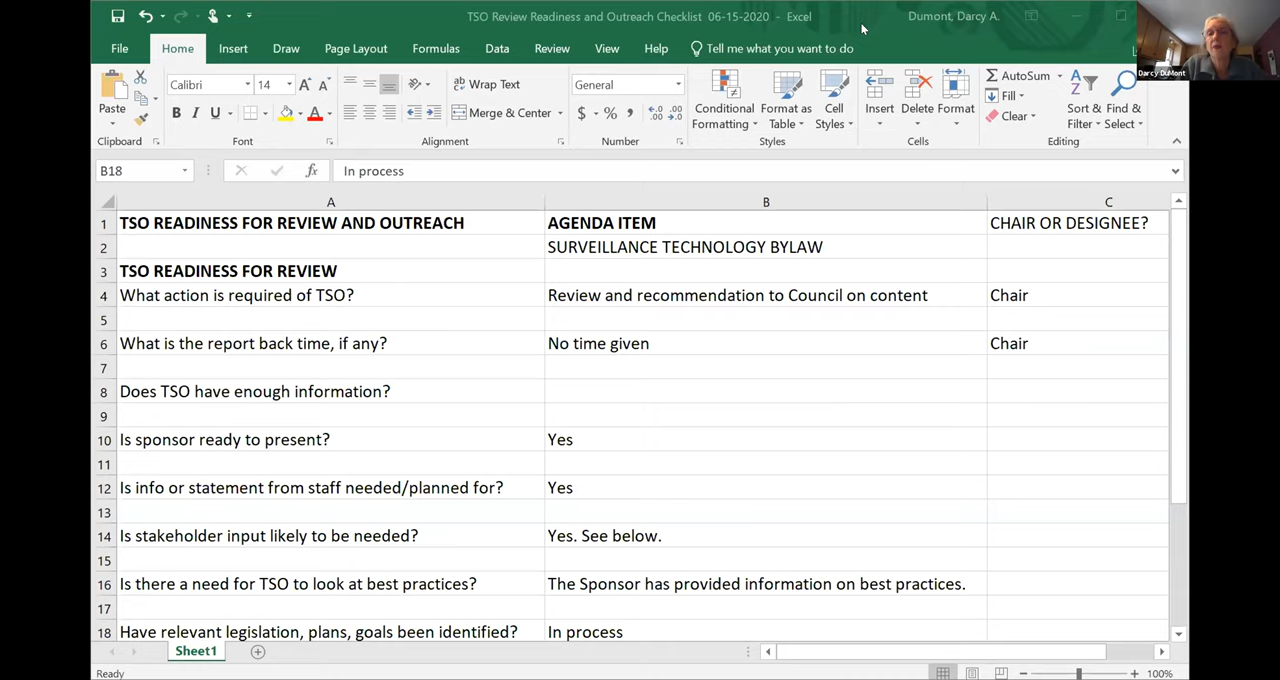 TSO Review Readiness and Outreach Checklist 06-15-2020 - Excel
Dumont, Darcy A.
Darcy DuMont
File Home Insert Draw Page Layout Formulas Data Review View Help Tell me what you want to do
Paste
Calibri 14
Wrap Text
Merge & Center
General
Conditional Formatting
Format as Table
Cell Styles
Insert Delete Format
AutoSum
Fill
Clear
Sort & Filter
Find & Select
Clipboard Font Alignment Number Styles Cells Editing
B18 fx In process
A B C
1 TSO READINESS FOR REVIEW AND OUTREACH AGENDA ITEM CHAIR OR DESIGNEE?
2 SURVEILLANCE TECHNOLOGY BYLAW
3 TSO READINESS FOR REVIEW
4 What action is required of TSO? Review and recommendation to Council on content Chair
5
6 What is the report back time, if any? No time given Chair
7
8 Does TSO have enough information?
9
10 Is sponsor ready to present? Yes
11
12 Is info or statement from staff needed/planned for? Yes
13
14 Is stakeholder input likely to be needed? Yes. See below.
15
16 Is there a need for TSO to look at best practices? The Sponsor has provided information on best practices.
17
18 Have relevant legislation, plans, goals been identified? In process
Sheet1
Ready 100%